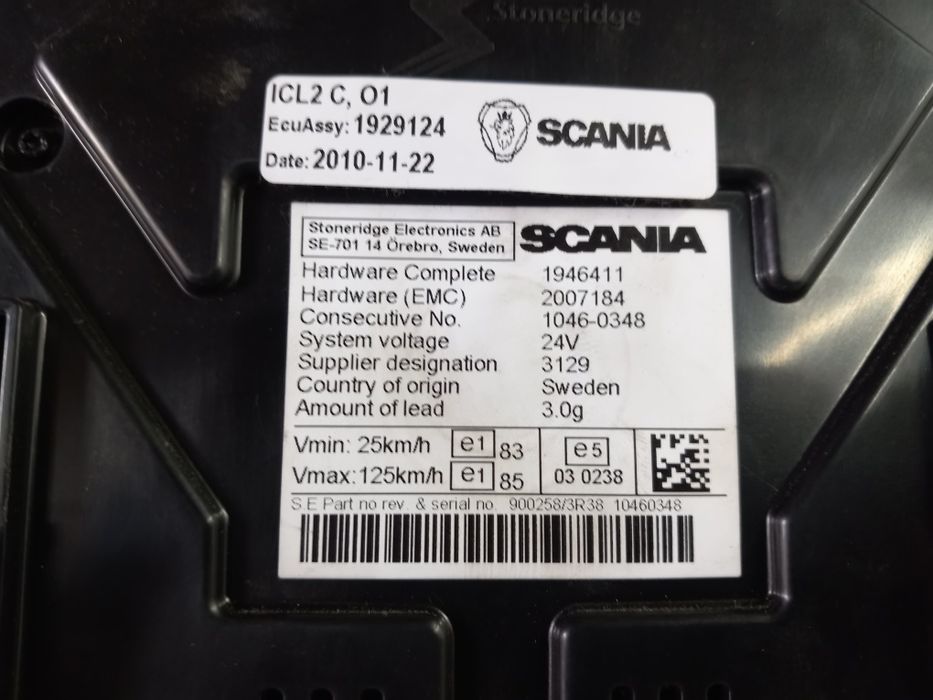 Stoneridge
ICL2 C, O1
EcuAssy: 1929124
Date: 2010-11-22
SCANIA
Stoneridge Electronics AB
SE-701 14 Örebro, Sweden
SCANIA
Hardware Complete 1946411
Hardware (EMC) 2007184
Consecutive No. 1046-0348
System voltage 24V
Supplier designation 3129
Country of origin Sweden
Amount of lead 3.0g
Vmin: 25km/h e1 83
Vmax:125km/h e1 85
e5
03 0238
S.E Part no rev. & serial no. 900258/3R38 10460348